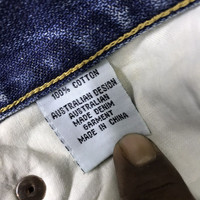 100% COTTON
AUSTRALIAN DESIGN
AUSTRALIAN
MADE DENIM
GARMENT
MADE IN CHINA